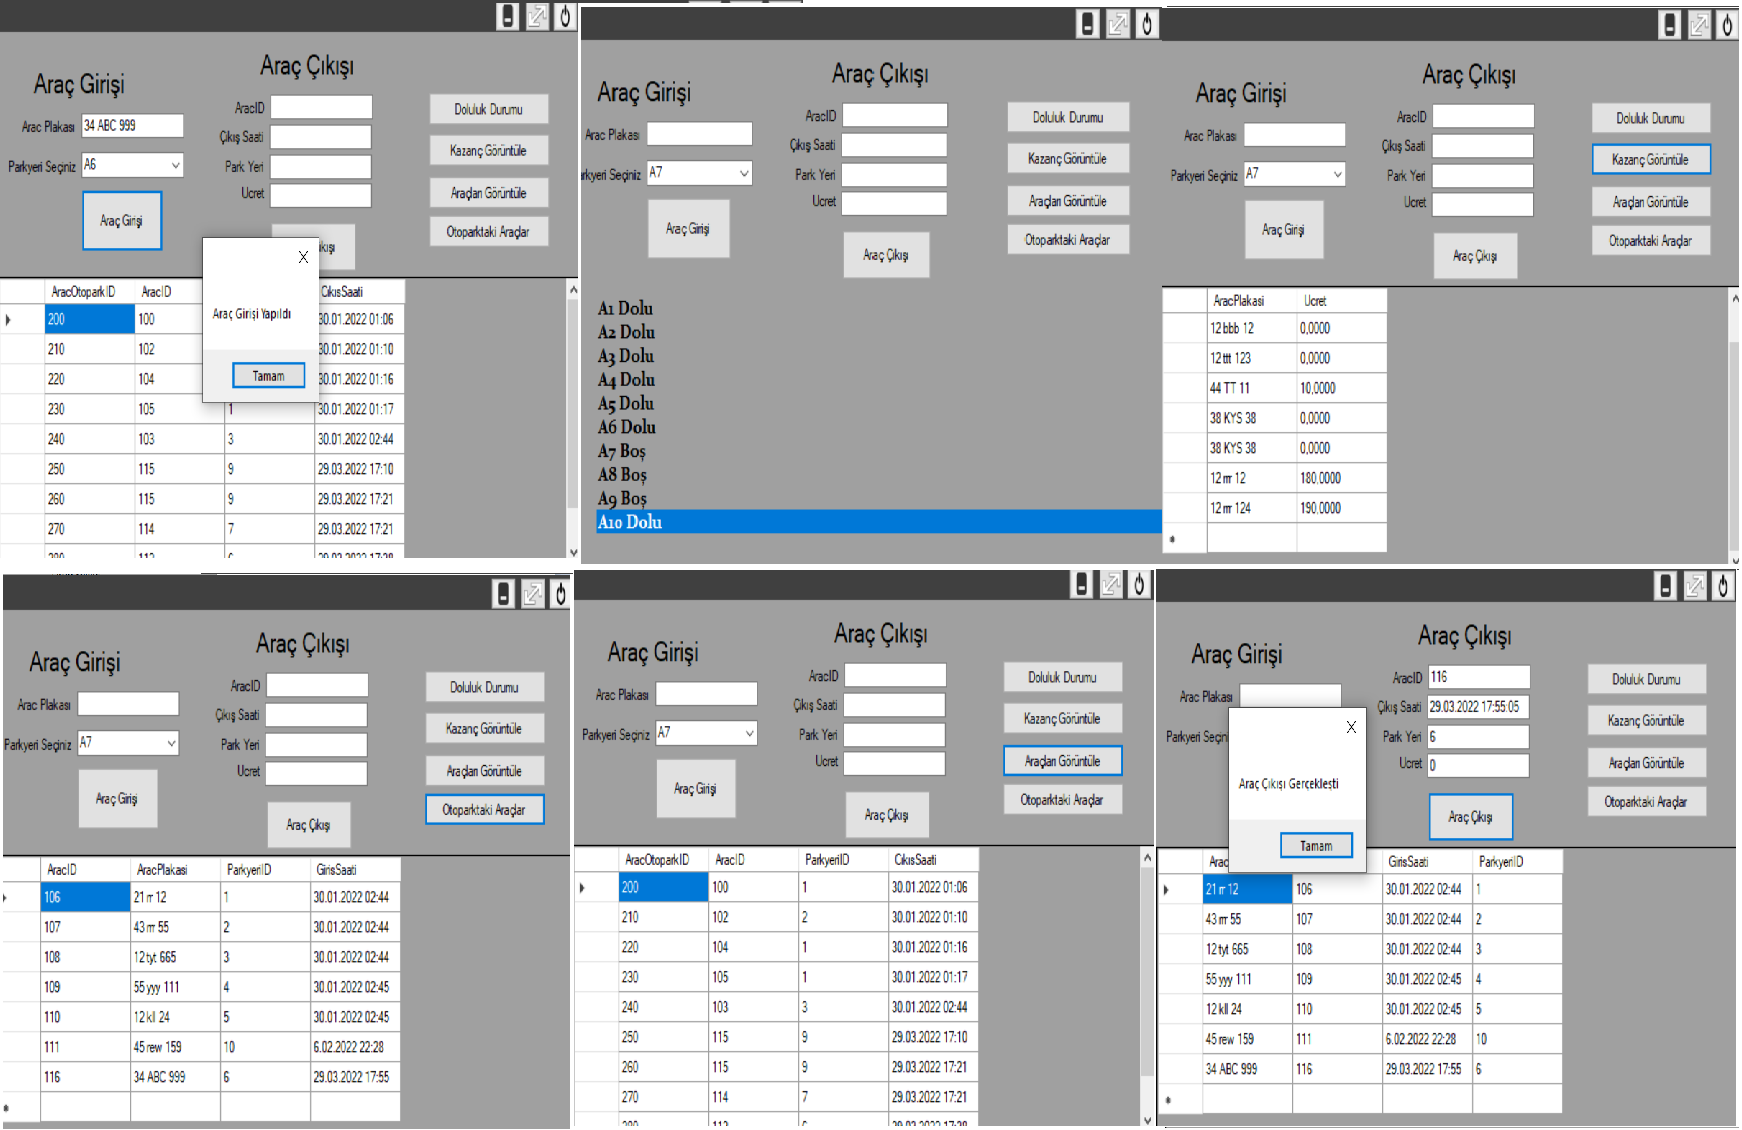 Araç Girişi
Araç Çıkışı
Arac Plakası 34 ABC 999
Parkyeri Seçiniz A6
Araç Girişi
AracID
Çıkış Saati
Park Yeri
Ucret
Doluluk Durumu
Kazanç Görüntüle
Araçları Görüntüle
Otoparktaki Araçlar
X
Araç Girişi Yapıldı
Tamam
AracOtoparkID AracID CıkısSaati
200 100 30.01.2022 01:06
210 102 30.01.2022 01:10
220 104 30.01.2022 01:16
230 105 1 30.01.2022 01:17
240 103 3 30.01.2022 02:44
250 115 9 29.03.2022 17:10
260 115 9 29.03.2022 17:21
270 114 7 29.03.2022 17:21
Araç Girişi
Araç Çıkışı
Arac Plakası
Parkyeri Seçiniz A7
Araç Girişi
AracID
Çıkış Saati
Park Yeri
Ucret
Araç Çıkışı
Doluluk Durumu
Kazanç Görüntüle
Araçları Görüntüle
Otoparktaki Araçlar
A1 Dolu
A2 Dolu
A3 Dolu
A4 Dolu
A5 Dolu
A6 Dolu
A7 Boş
A8 Boş
A9 Boş
A10 Dolu
Araç Girişi
Araç Çıkışı
Arac Plakası
Parkyeri Seçiniz A7
Araç Girişi
AracID
Çıkış Saati
Park Yeri
Ucret
Araç Çıkışı
Doluluk Durumu
Kazanç Görüntüle
Araçları Görüntüle
Otoparktaki Araçlar
AracPlakasi Ucret
12 bbb 12 0,0000
12 ttt 123 0,0000
44 TT 11 10,0000
38 KYS 38 0,0000
38 KYS 38 0,0000
12 rrr 12 180,0000
12 rrr 124 190,0000
Araç Girişi
Araç Çıkışı
Arac Plakası
Parkyeri Seçiniz A7
Araç Girişi
AracID
Çıkış Saati
Park Yeri
Ucret
Araç Çıkışı
Doluluk Durumu
Kazanç Görüntüle
Araçları Görüntüle
Otoparktaki Araçlar
AracID AracPlakasi ParkyeriID GirisSaati
106 21 rr 12 1 30.01.2022 02:44
107 43 rrr 55 2 30.01.2022 02:44
108 12 tyt 665 3 30.01.2022 02:44
109 55 yyy 111 4 30.01.2022 02:45
110 12 kll 24 5 30.01.2022 02:45
111 45 rew 159 10 6.02.2022 22:28
116 34 ABC 999 6 29.03.2022 17:55
Araç Girişi
Araç Çıkışı
Arac Plakası
Parkyeri Seçiniz A7
Araç Girişi
AracID
Çıkış Saati
Park Yeri
Ucret
Araç Çıkışı
Doluluk Durumu
Kazanç Görüntüle
Araçları Görüntüle
Otoparktaki Araçlar
AracOtoparkID AracID ParkyeriID CıkısSaati
200 100 1 30.01.2022 01:06
210 102 2 30.01.2022 01:10
220 104 1 30.01.2022 01:16
230 105 1 30.01.2022 01:17
240 103 3 30.01.2022 02:44
250 115 9 29.03.2022 17:10
260 115 9 29.03.2022 17:21
270 114 7 29.03.2022 17:21
Araç Girişi
Araç Çıkışı
Arac Plakası
AracID 116
Çıkış Saati 29.03.2022 17:55:05
Park Yeri 6
Ucret 0
Araç Çıkışı
Doluluk Durumu
Kazanç Görüntüle
Araçları Görüntüle
Otoparktaki Araçlar
X
Araç Çıkışı Gerçekleşti
Tamam
GirisSaati ParkyeriID
21 rr 12 106 30.01.2022 02:44 1
43 rrr 55 107 30.01.2022 02:44 2
12 tyt 665 108 30.01.2022 02:44 3
55 yyy 111 109 30.01.2022 02:45 4
12 kll 24 110 30.01.2022 02:45 5
45 rew 159 111 6.02.2022 22:28 10
34 ABC 999 116 29.03.2022 17:55 6